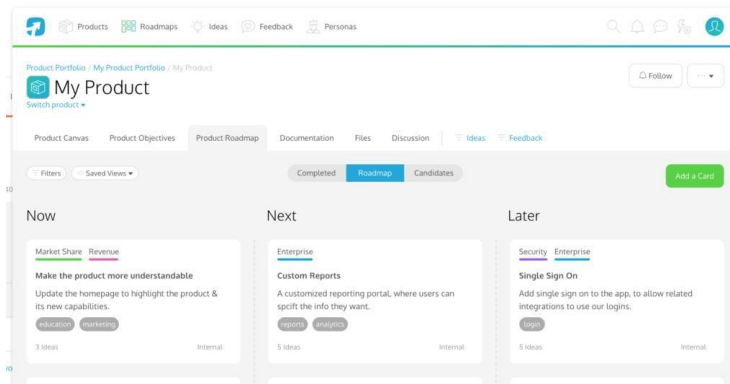 Products Roadmaps Ideas Feedback Personas
Product Portfolio / My Product Portfolio / My Product
My Product
Switch product
Follow
Product Canvas Product Objectives Product Roadmap Documentation Files Discussion Ideas Feedback
Filters Saved Views
Completed Roadmap Candidates
Add a Card
Now Next Later
Market Share Revenue
Make the product more understandable
Update the homepage to highlight the product &
its new capabilities.
education marketing
3 Ideas Internal
Enterprise
Custom Reports
A customized reporting portal, where users can
spcift the info they want.
reports analytics
5 Ideas Internal
Security Enterprise
Single Sign On
Add single sign on to the app, to allow related
integrations to use our logins.
login
5 Ideas Internal